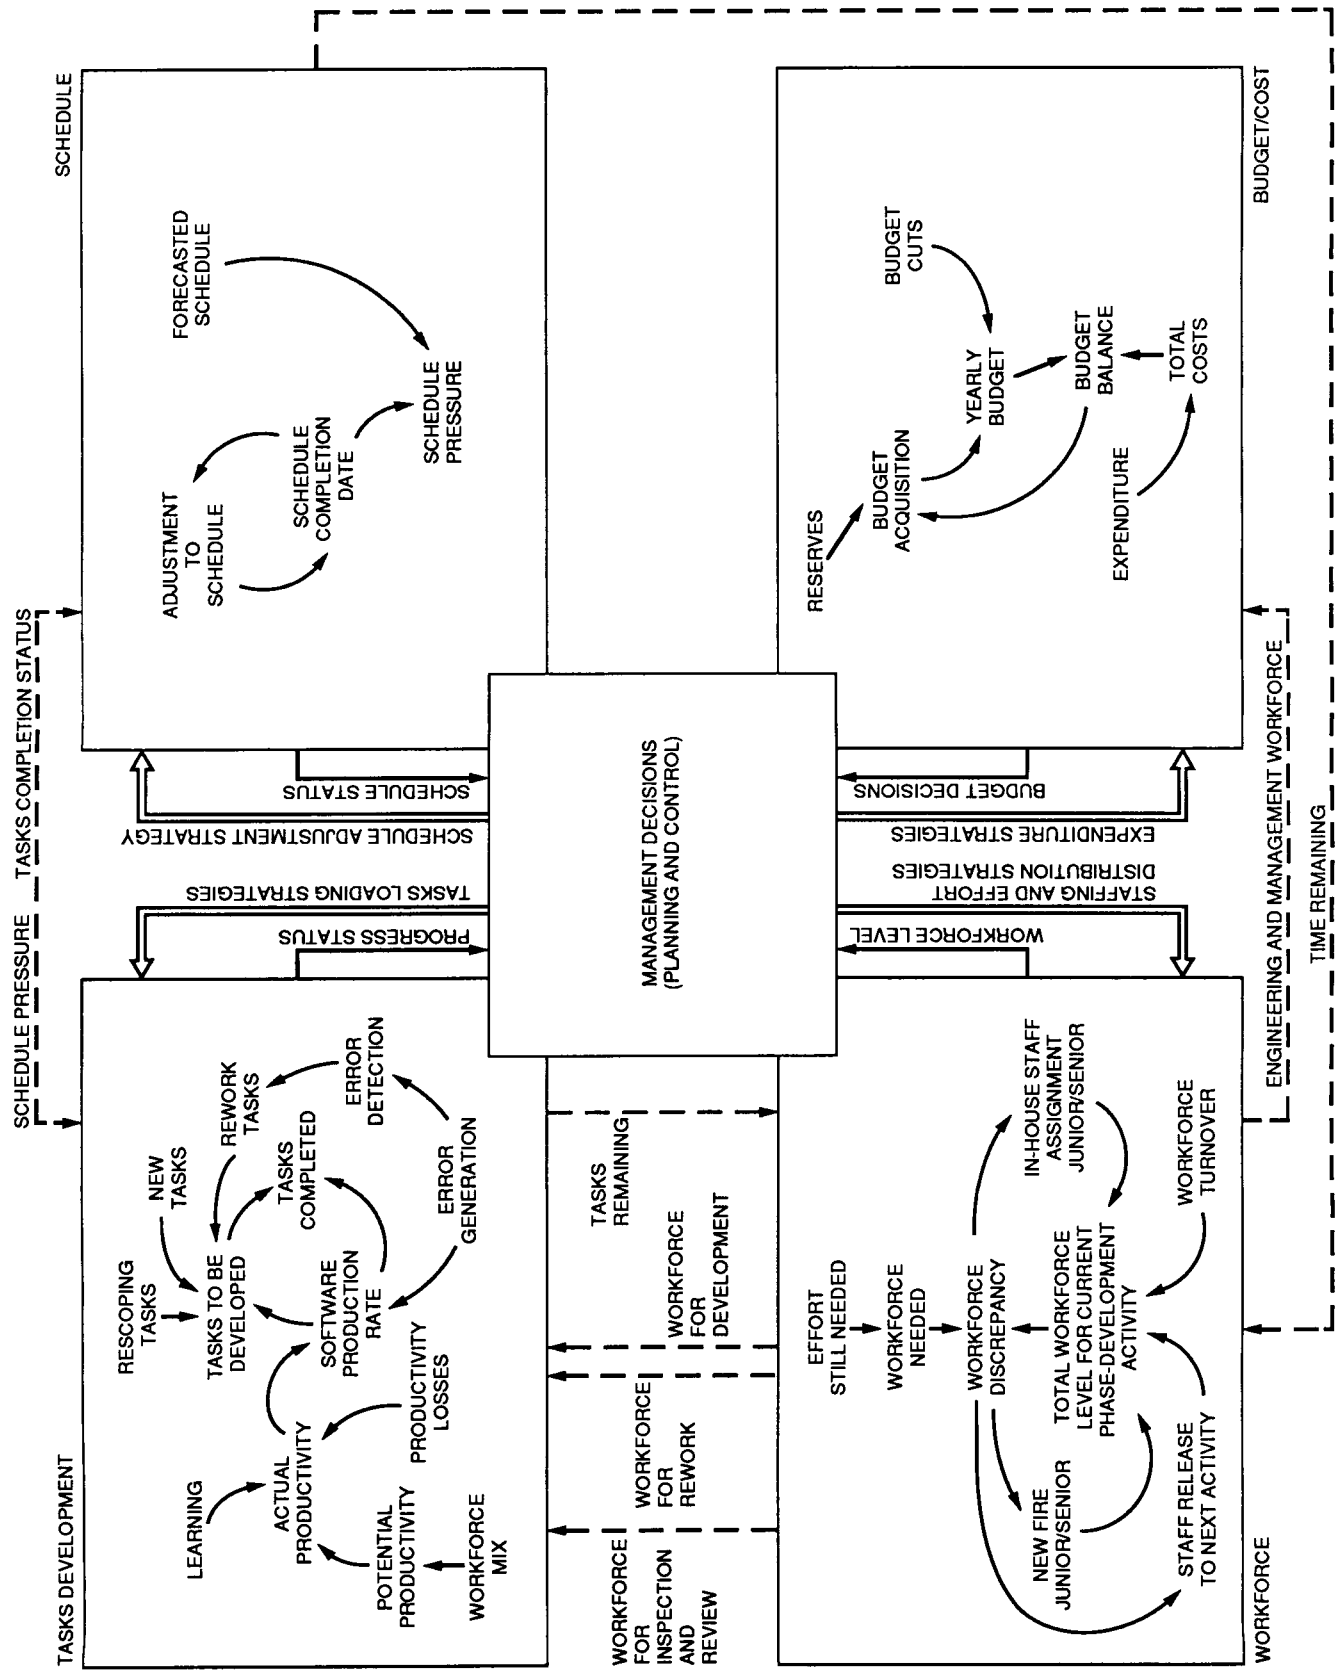 TASKS DEVELOPMENT
LEARNING
ACTUAL
PRODUCTIVITY
POTENTIAL
PRODUCTIVITY
WORKFORCE
MIX
PRODUCTIVITY
LOSSES
RESCOPING
TASKS
NEW
TASKS
TASKS TO BE
DEVELOPED
SOFTWARE
PRODUCTION
RATE
REWORK
TASKS
TASKS
COMPLETED
ERROR
DETECTION
ERROR
GENERATION
SCHEDULE PRESSURE
TASKS COMPLETION STATUS
TASKS LOADING STRATEGIES
PROGRESS STATUS
SCHEDULE ADJUSTMENT STRATEGY
SCHEDULE STATUS
SCHEDULE
ADJUSTMENT
TO
SCHEDULE
SCHEDULE
COMPLETION
DATE
FORECASTED
SCHEDULE
SCHEDULE
PRESSURE
MANAGEMENT DECISIONS
(PLANNING AND CONTROL)
WORKFORCE
FOR
INSPECTION
AND
REVIEW
WORKFORCE
FOR
REWORK
WORKFORCE
FOR
DEVELOPMENT
TASKS
REMAINING
WORKFORCE
EFFORT
STILL NEEDED
WORKFORCE
NEEDED
WORKFORCE
DISCREPANCY
TOTAL WORKFORCE
LEVEL FOR CURRENT
PHASE-DEVELOPMENT
ACTIVITY
IN-HOUSE STAFF
ASSIGNMENT
JUNIOR/SENIOR
WORKFORCE
TURNOVER
NEW FIRE
JUNIOR/SENIOR
STAFF RELEASE
TO NEXT ACTIVITY
WORKFORCE LEVEL
STAFFING AND EFFORT
DISTRIBUTION STRATEGIES
EXPENDITURE STRATEGIES
BUDGET DECISIONS
BUDGET/COST
RESERVES
BUDGET
ACQUISITION
YEARLY
BUDGET
BUDGET
CUTS
BUDGET
BALANCE
TOTAL
COSTS
EXPENDITURE
ENGINEERING AND MANAGEMENT WORKFORCE
TIME REMAINING